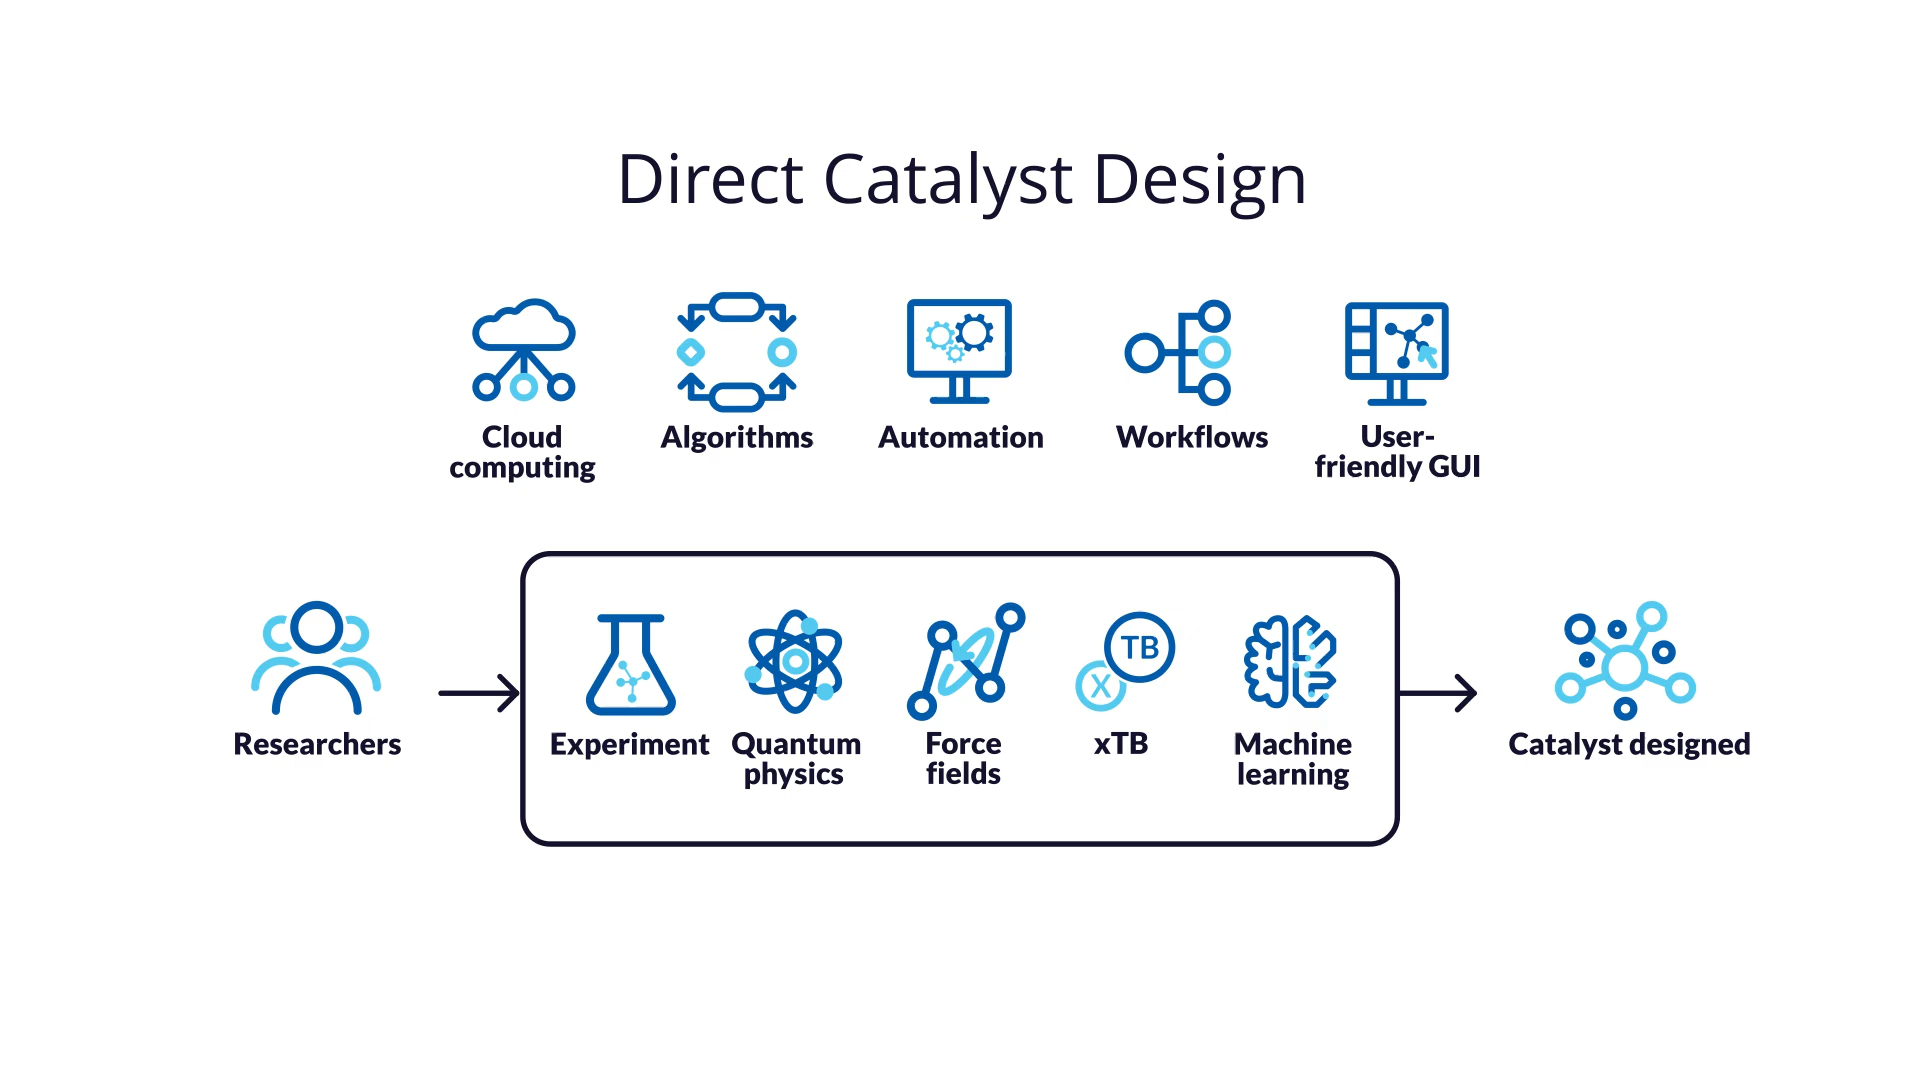 Direct Catalyst Design
Cloud
computing
Algorithms
Automation
Workflows
User-
friendly GUI
Researchers
Experiment
Quantum
physics
Force
fields
X
TB
xTB
Machine
learning
Catalyst designed